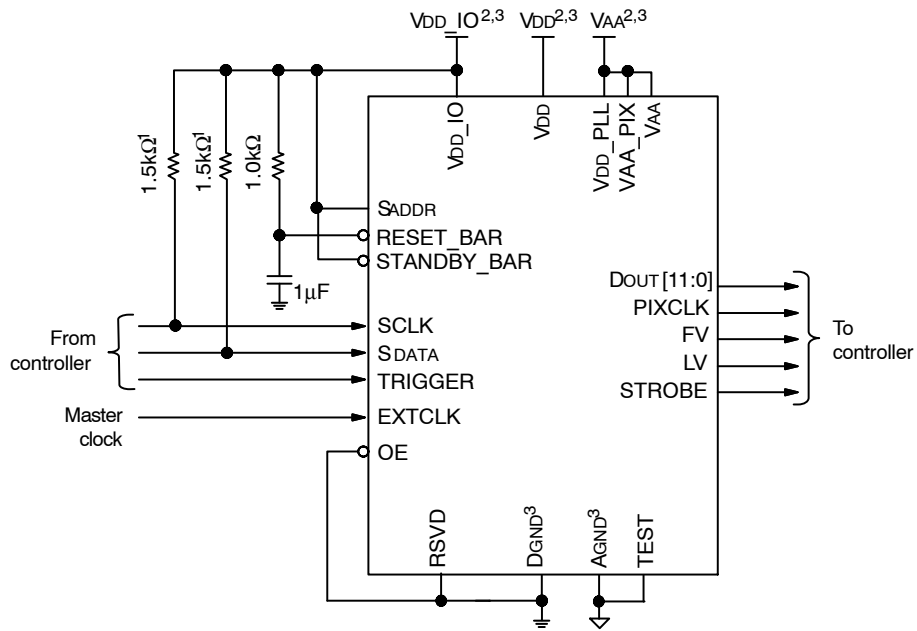 VDD_IO2,3 VDD2,3 VAA2,3
1.5kΩ1
1.5kΩ1
1.0kΩ
VDD_IO
VDD
VDD_PLL
VAA_PIX
VAA
SADDR
RESET_BAR
STANDBY_BAR
1µF
From
controller
SCLK
SDATA
TRIGGER
Master
clock
EXTCLK
OE
DOUT [11:0]
PIXCLK
FV
LV
STROBE
To
controller
RSVD
DGND3
AGND3
TEST